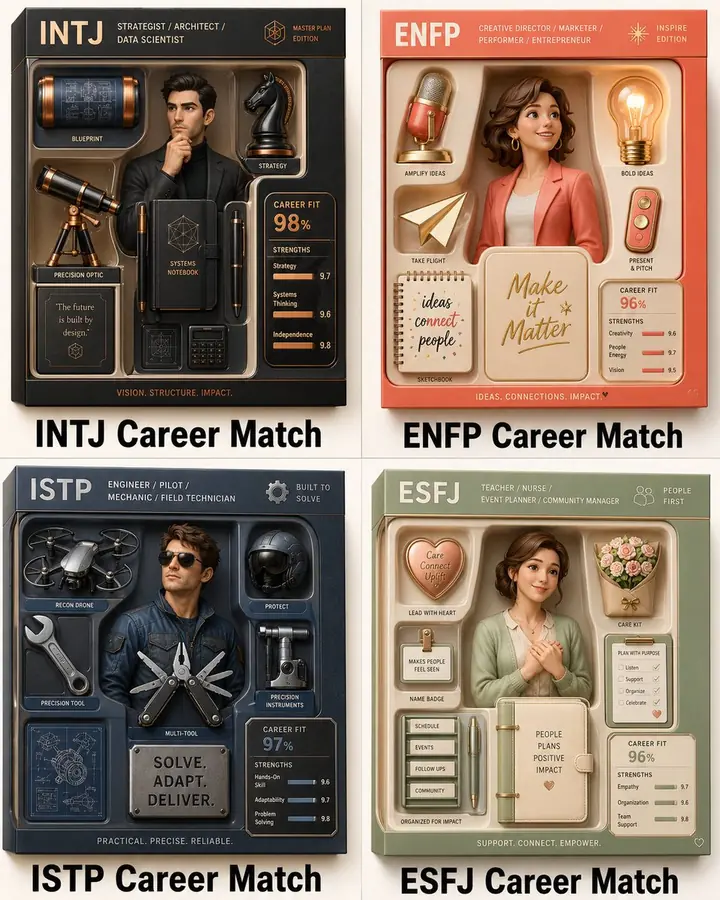 INTJ
STRATEGIST / ARCHITECT /
DATA SCIENTIST
MASTER PLAN
EDITION
BLUEPRINT
STRATEGY
PRECISION OPTIC
SYSTEMS
NOTEBOOK
"The future
is built by
design."
CAREER FIT
98%
STRENGTHS
Strategy
9.7
Systems
Thinking
9.6
Independence
9.8
VISION. STRUCTURE. IMPACT.
INTJ Career Match
ENFP
CREATIVE DIRECTOR / MARKETER /
PERFORMER / ENTREPRENEUR
INSPIRE
EDITION
AMPLIFY IDEAS
BOLD IDEAS
TAKE FLIGHT
PRESENT
& PITCH
ideas
connect
people
SKETCHBOOK
Make
it
Matter
CAREER FIT
96%
STRENGTHS
Creativity
9.6
People
Energy
9.7
Vision
9.5
IDEAS. CONNECTIONS. IMPACT.
ENFP Career Match
ISTP
ENGINEER / PILOT /
MECHANIC / FIELD TECHNICIAN
BUILT TO
SOLVE
RECON DRONE
PROTECT
PRECISION TOOL
PRECISION
INSTRUMENTS
MULTI-TOOL
SOLVE.
ADAPT.
DELIVER.
CAREER FIT
97%
STRENGTHS
Hands-On
Skill
9.6
Adaptability
9.7
Problem
Solving
9.8
PRACTICAL. PRECISE. RELIABLE.
ISTP Career Match
ESFJ
TEACHER / NURSE /
EVENT PLANNER / COMMUNITY MANAGER
PEOPLE
FIRST
Care
Connect
Uplift
LEAD WITH HEART
CARE KIT
MAKES PEOPLE
FEEL SEEN
NAME BADGE
PLAN WITH PURPOSE
Listen
Support
Organize
Celebrate
SCHEDULE
EVENTS
FOLLOW UPS
COMMUNITY
ORGANIZED FOR IMPACT
PEOPLE
PLANS
POSITIVE
IMPACT
CAREER FIT
96%
STRENGTHS
Empathy
9.7
Organization
9.6
Team
Support
9.8
SUPPORT. CONNECT. EMPOWER.
ESFJ Career Match